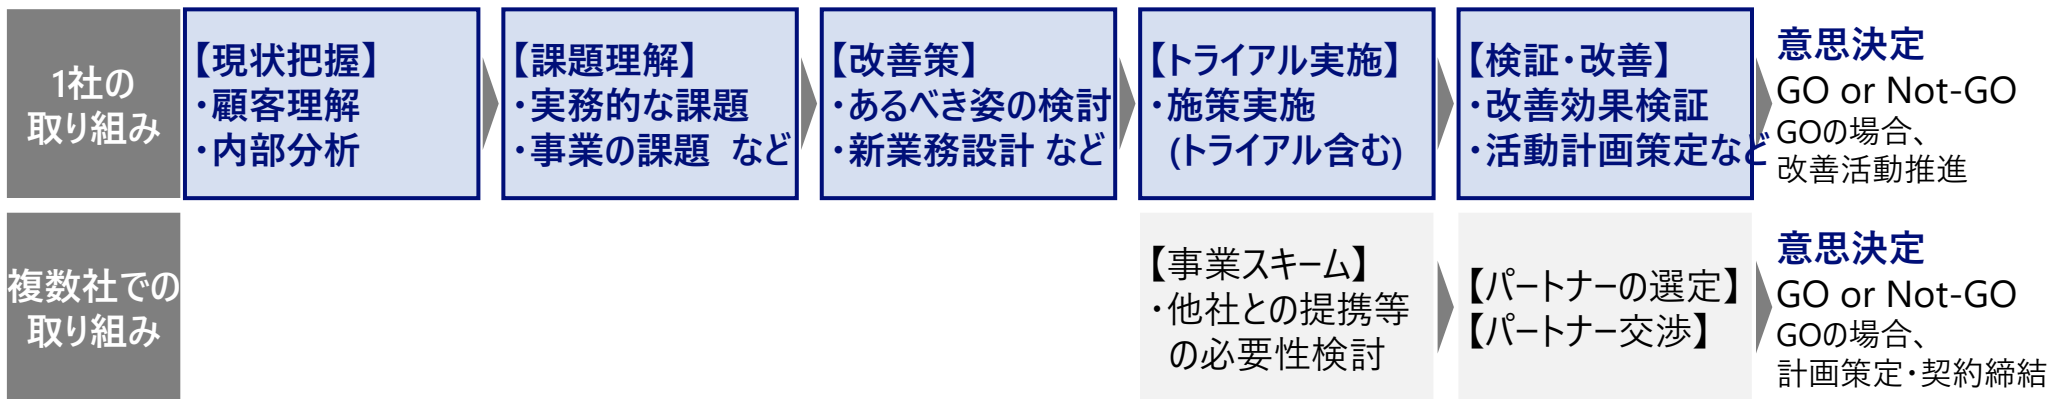 1社の
取り組み
【現状把握】
・顧客理解
・内部分析
【課題理解】
・実務的な課題
・事業の課題 など
【改善策】
・あるべき姿の検討
・新業務設計 など
【トライアル実施】
・施策実施
(トライアル含む)
【検証・改善】
・改善効果検証
・活動計画策定など
意思決定
GO or Not-GO
GOの場合、
改善活動推進
複数社での
取り組み
【事業スキーム】
・他社との提携等
の必要性検討
【パートナーの選定】
【パートナー交渉】
意思決定
GO or Not-GO
GOの場合、
計画策定・契約締結